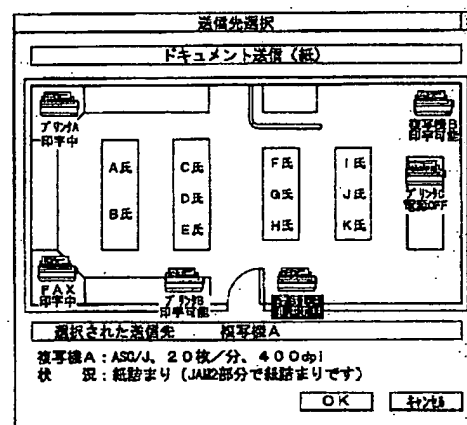 送信先選択
ドキュメント送信（紙）
プリンタA
印字中
複写機B
印字可能
A氏
B氏
C氏
D氏
E氏
F氏
G氏
H氏
I氏
J氏
K氏
プリンタC
電源OFF
FAX
印字中
プリンタB
印字可能
選択された送信先　複写機A
複写機A：ASG/J、20枚/分、400dpi
状　況：紙詰まり（JAM2部分で紙詰まりです）
OK
キャンセル